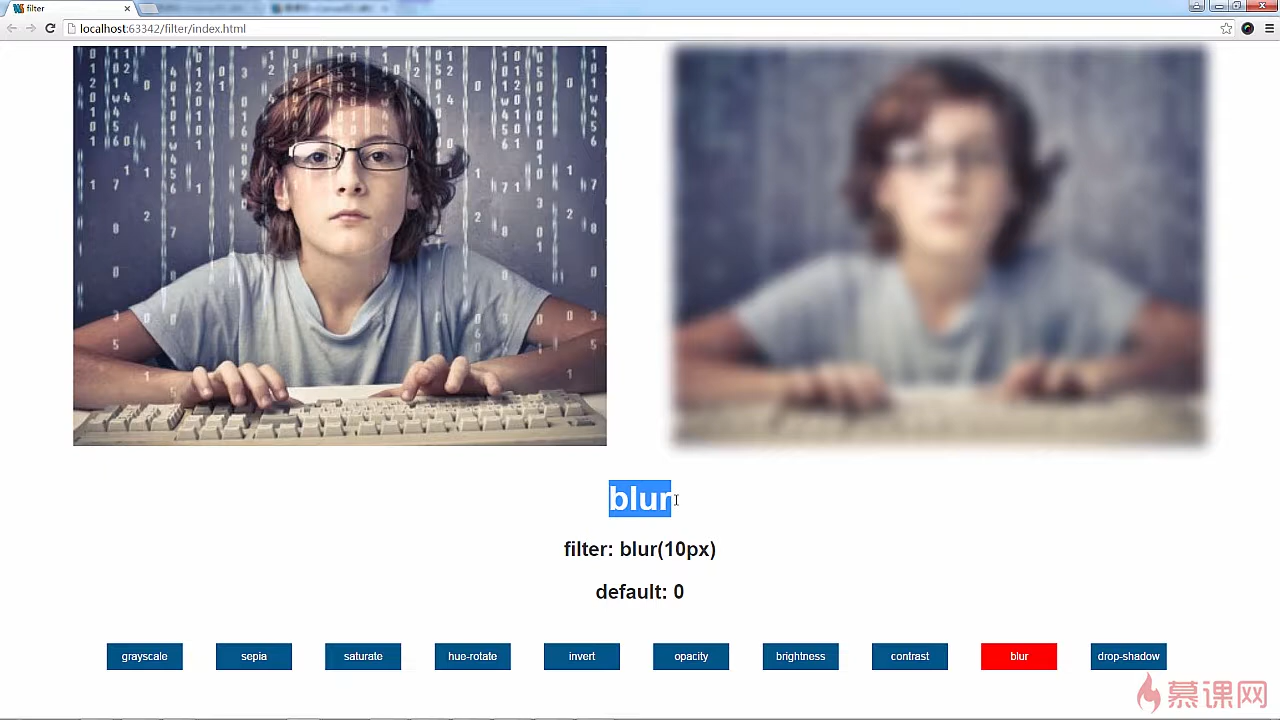 filter
localhost:63342/filter/index.html
blur
filter: blur(10px)
default: 0
grayscale sepia saturate hue-rotate invert opacity brightness contrast blur drop-shadow
慕课网